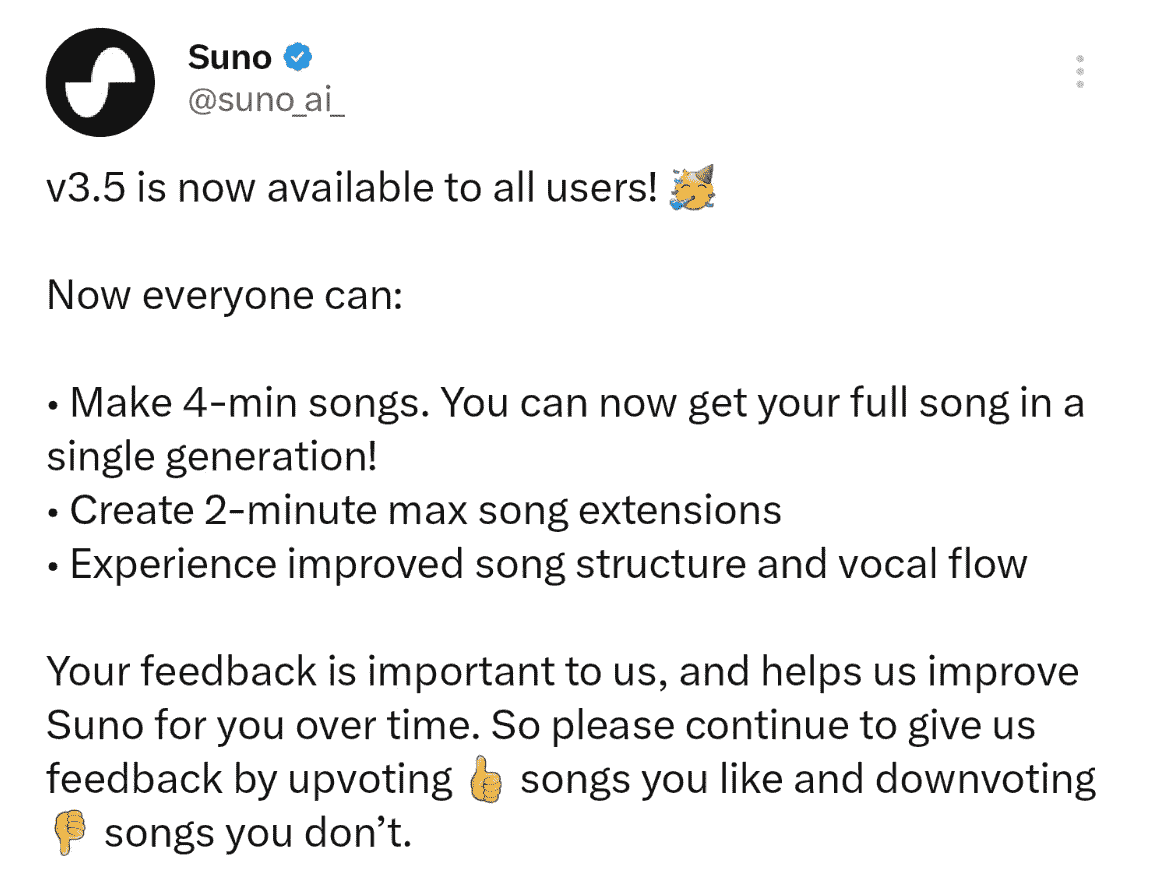 Suno
@suno_ai_
v3.5 is now available to all users! 🥳
Now everyone can:
• Make 4-min songs. You can now get your full song in a
single generation!
• Create 2-minute max song extensions
• Experience improved song structure and vocal flow
Your feedback is important to us, and helps us improve
Suno for you over time. So please continue to give us
feedback by upvoting 👍 songs you like and downvoting
👎 songs you don’t.